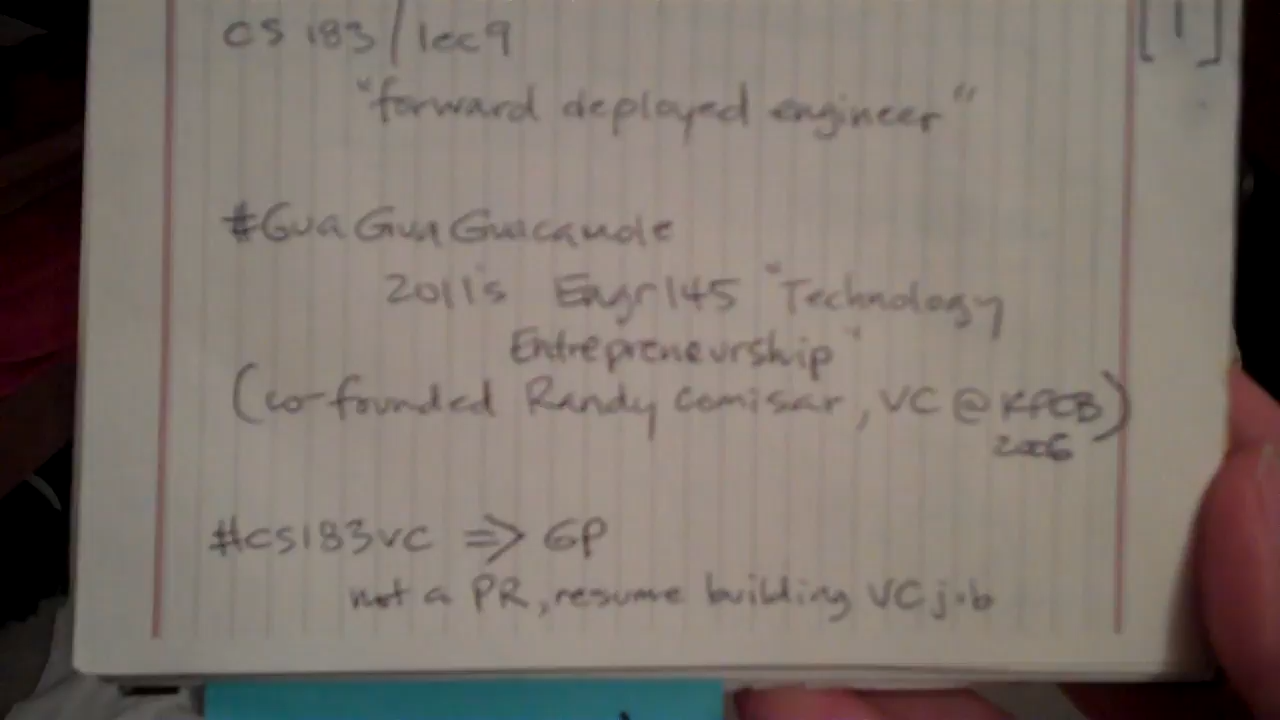 CS 183/lec9
[1]
"forward deployed engineer"
#GuaGuaGuacamole
2011's Engr145 "Technology
Entrepreneurship"
(co-founded Randy Comisar, VC @ KPCB)
2006
#CS183VC => GP
not a PR, resume building VC job